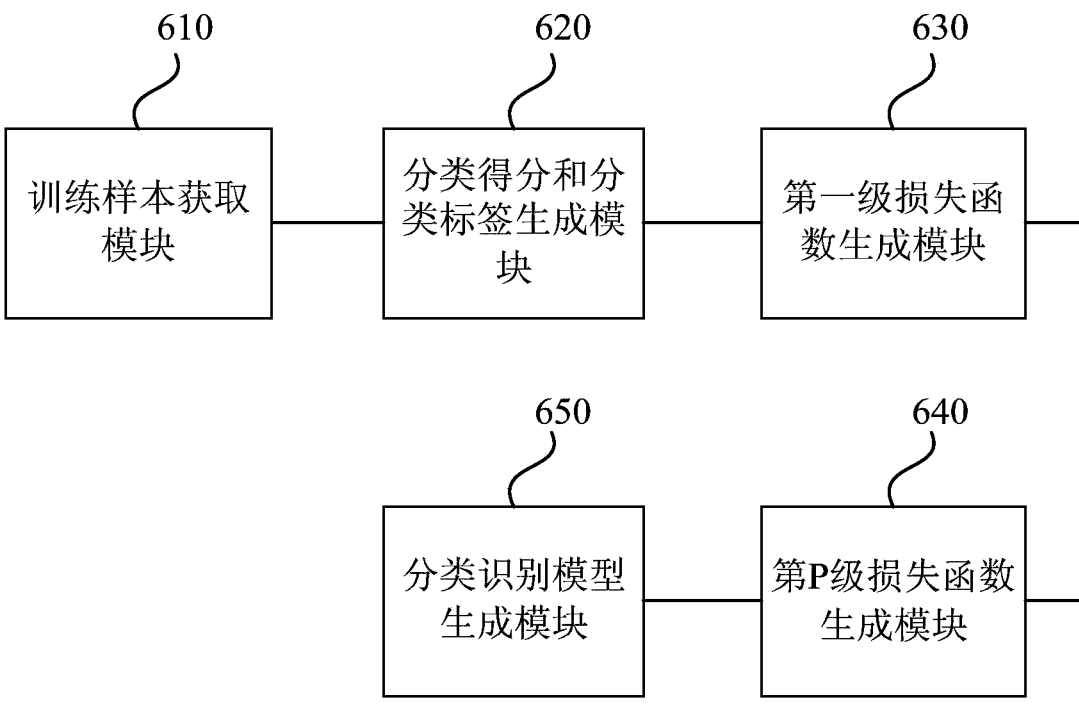 610
620
630
训练样本获取
模块
分类得分和分
类标签生成模
块
第一级损失函
数生成模块
650
640
分类识别模型
生成模块
第P级损失函数
生成模块